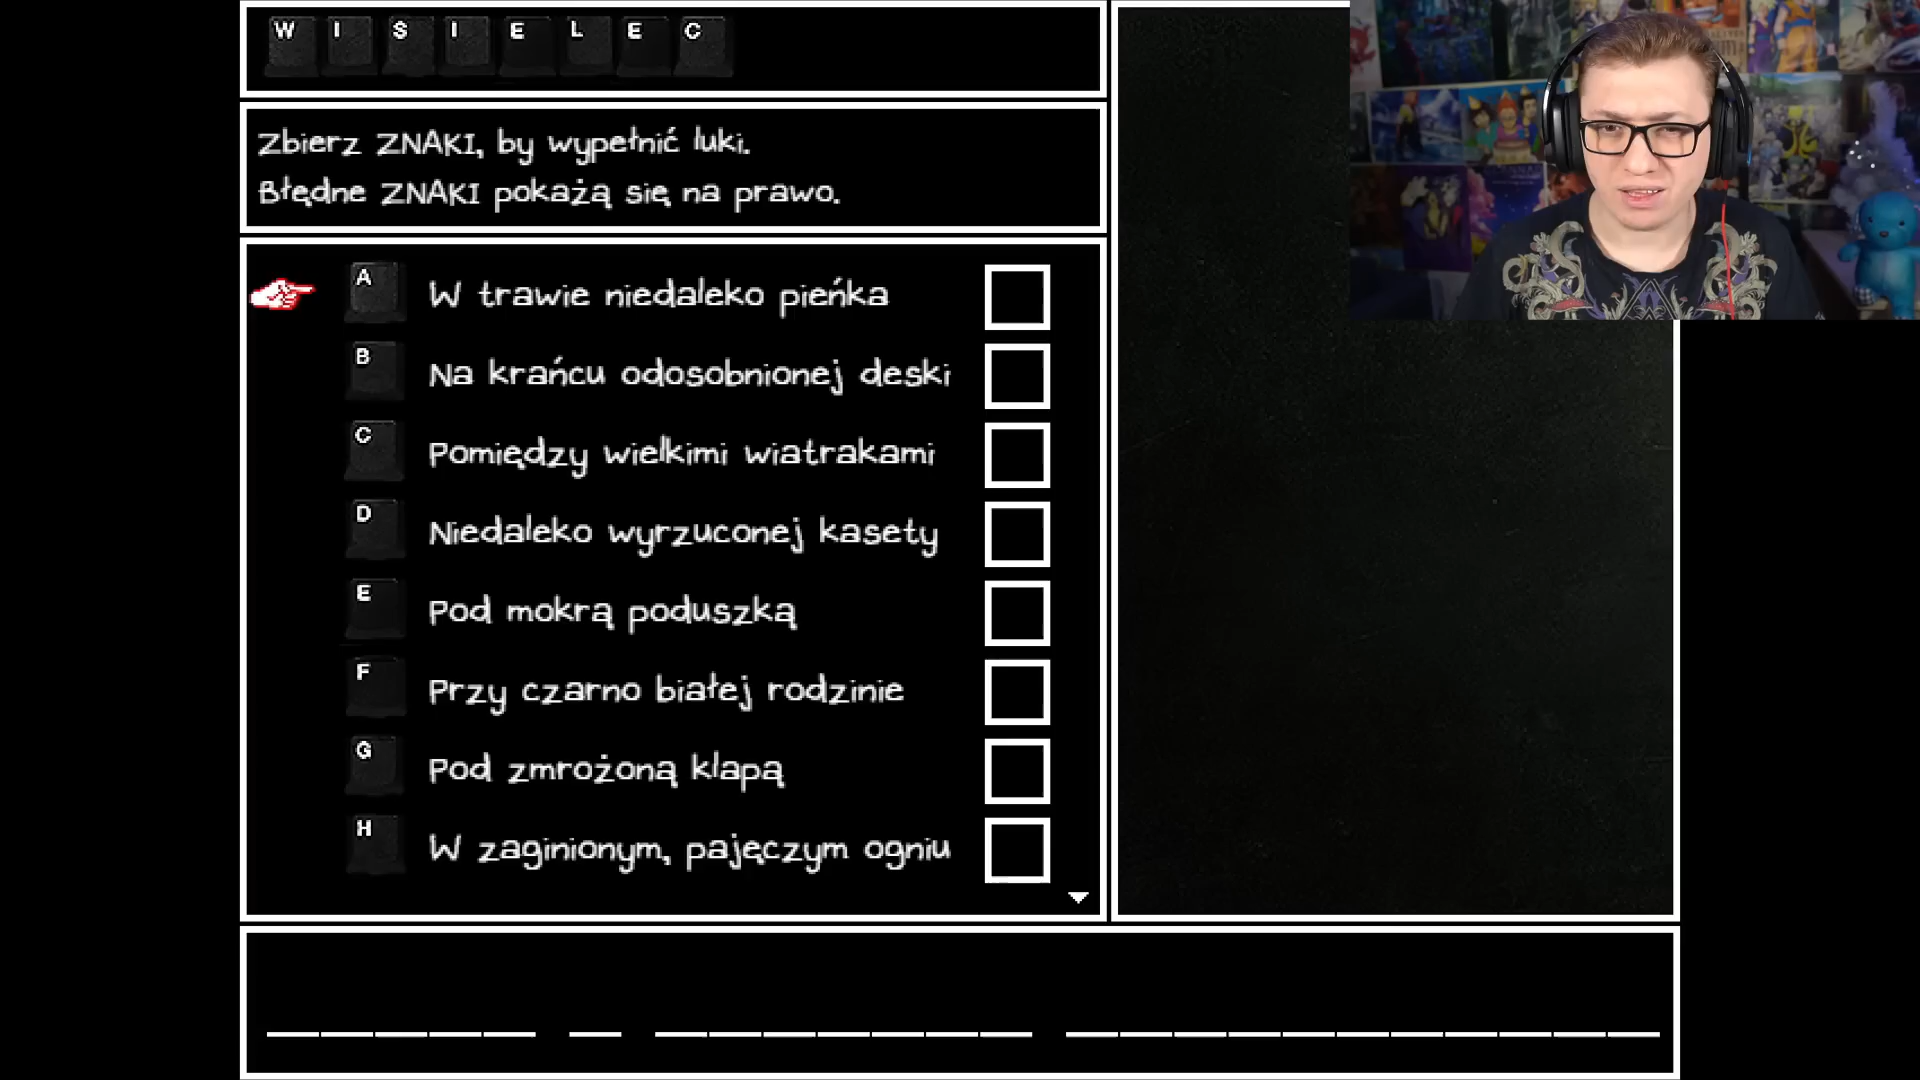 WISIELEC
Zbierz ZNAKI, by wypełnić luki.
Błędne ZNAKI pokażą się na prawo.
A W trawie niedaleko pieńka
B Na krańcu odosobnionej deski
C Pomiędzy wielkimi wiatrakami
D Niedaleko wyrzuconej kasety
E Pod mokrą poduszką
F Przy czarno białej rodzinie
G Pod zmrożoną klapą
H W zaginionym, pajęczym ogniu